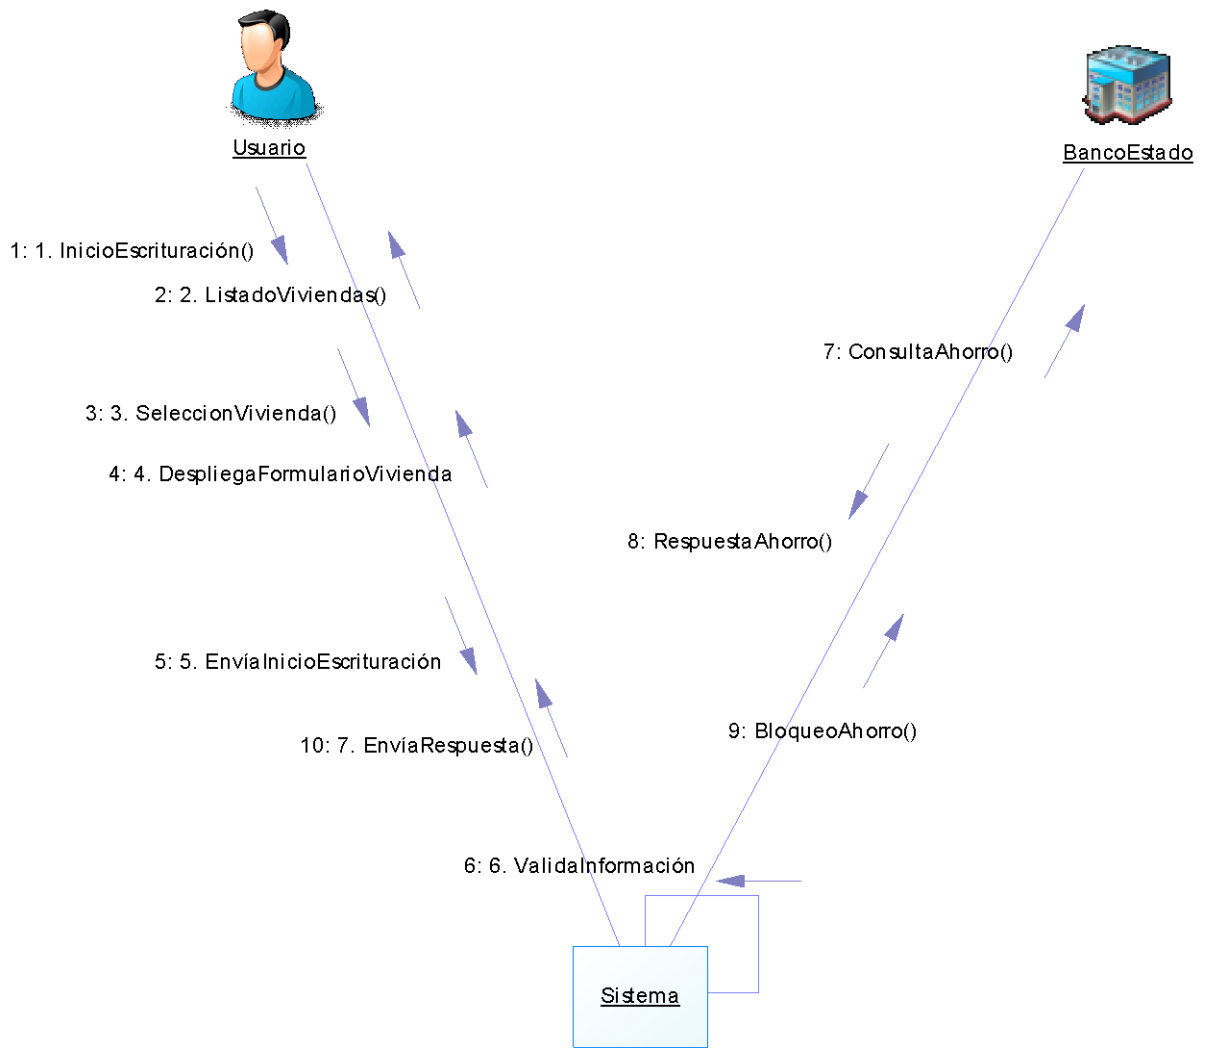 Usuario
BancoEstado
1: 1. InicioEscrituración()
2: 2. ListadoViviendas()
7: ConsultaAhorro()
3: 3. SeleccionVivienda()
4: 4. DespliegaFormularioVivienda
8: RespuestaAhorro()
5: 5. EnvíaInicioEscrituración
9: BloqueoAhorro()
10: 7. EnvíaRespuesta()
6: 6. ValidaInformación
Sistema